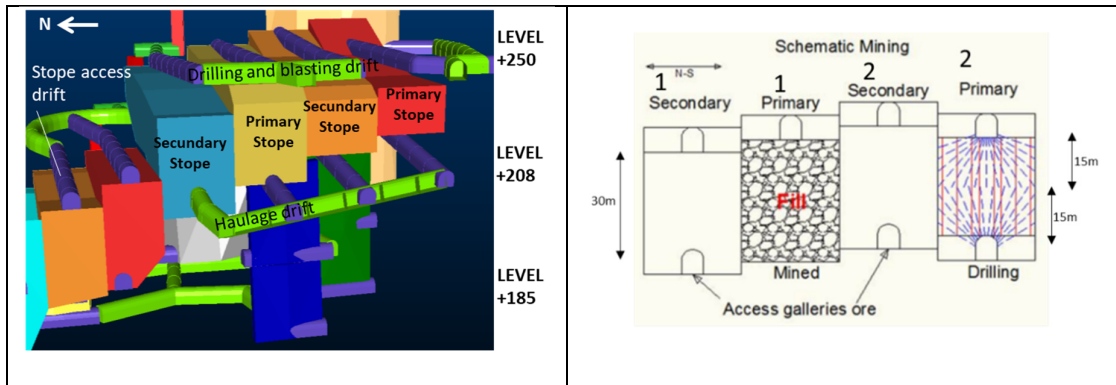 N
Stope access
drift
Drilling and blasting drift
Secondary
Stope
Primary
Stope
Secondary
Stope
Primary
Stope
Haulage drift
LEVEL
+250
LEVEL
+208
LEVEL
+185
Schematic Mining
N-S
1
Secondary
1
Primary
2
Secondary
2
Primary
30m
Fill
15m
15m
Mined
Drilling
Access galleries ore